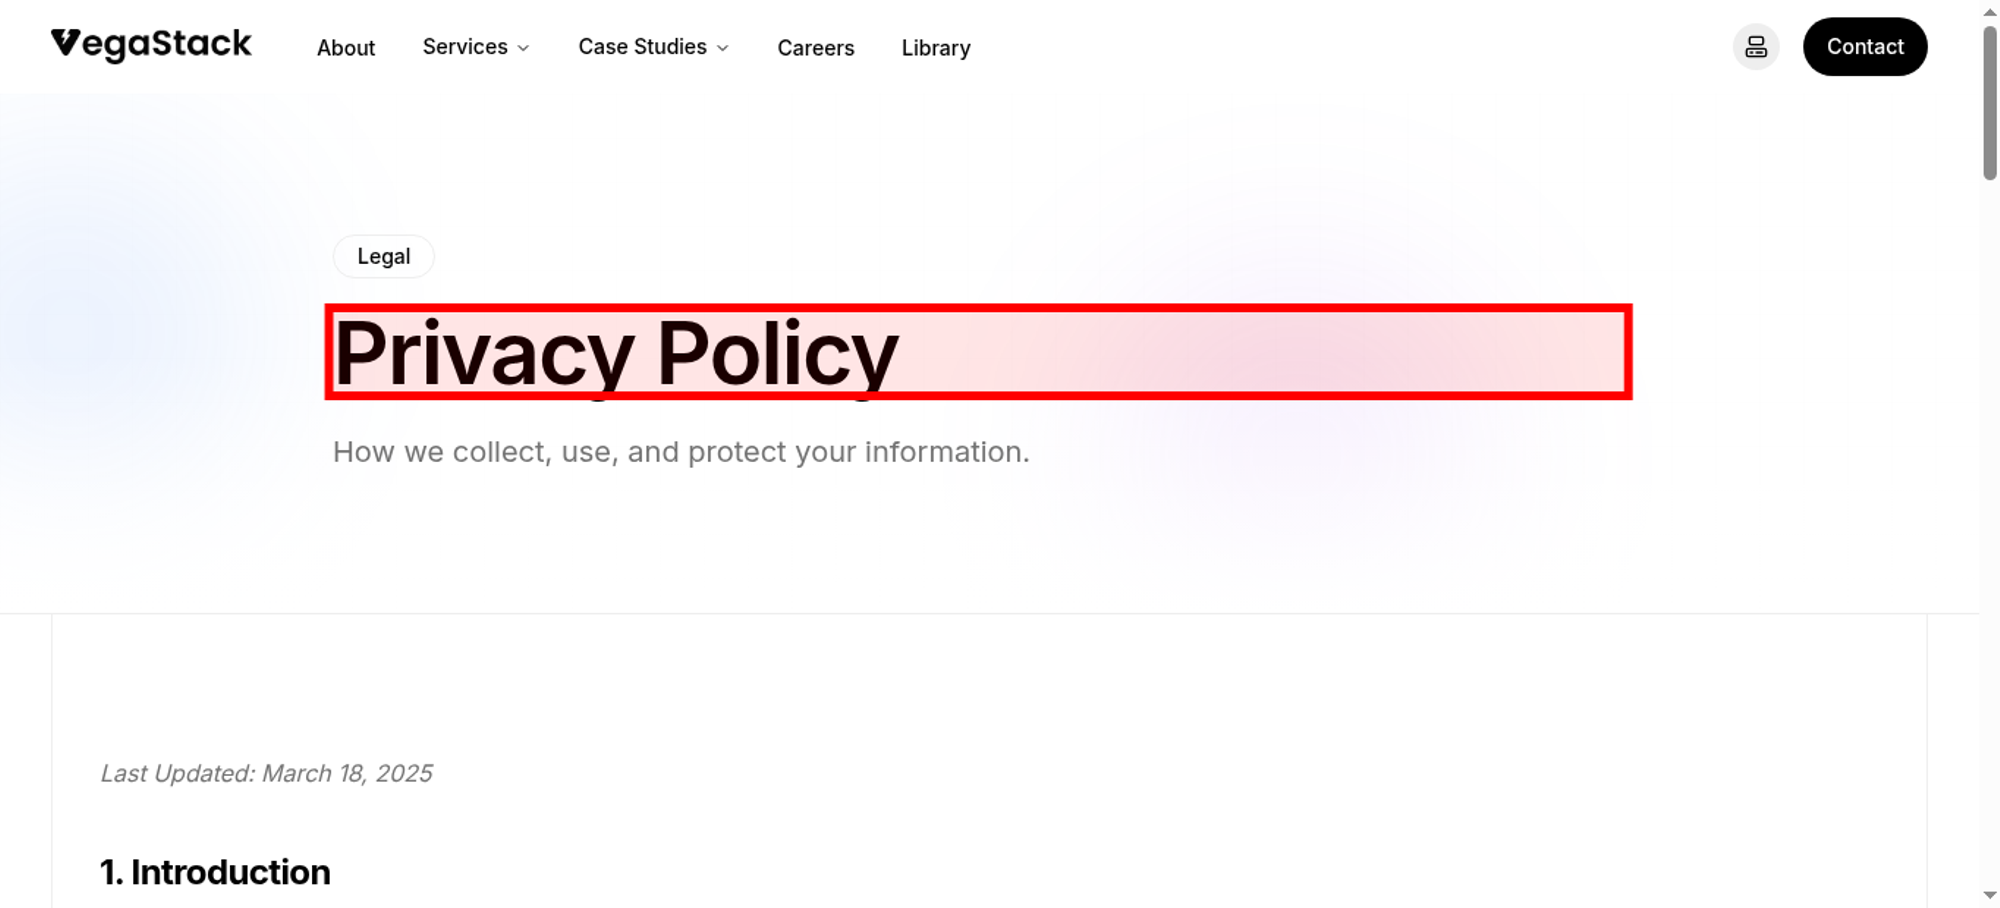 VegaStack
About
Services
Case Studies
Careers
Library
Contact
Legal
Privacy Policy
How we collect, use, and protect your information.
Last Updated: March 18, 2025
1. Introduction